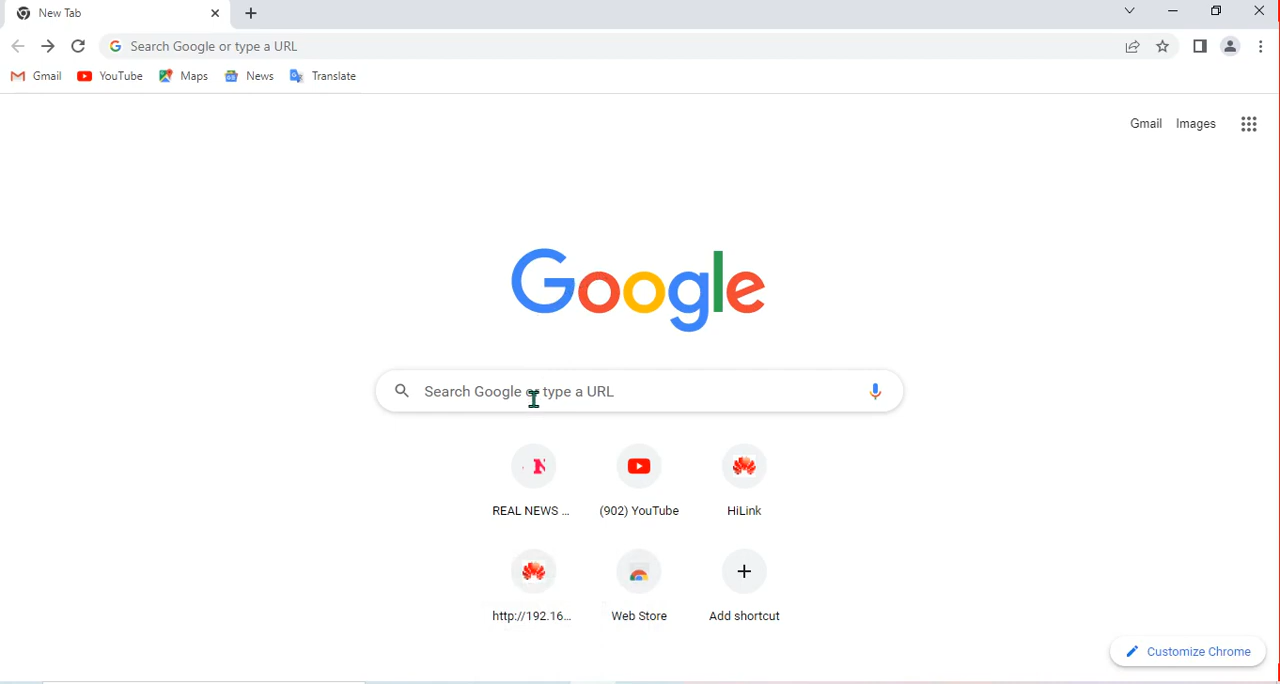 New Tab
Search Google or type a URL
Gmail YouTube Maps News Translate
Gmail Images
Google
Search Google or type a URL
REAL NEWS ... (902) YouTube HiLink
http://192.16... Web Store Add shortcut
Customize Chrome